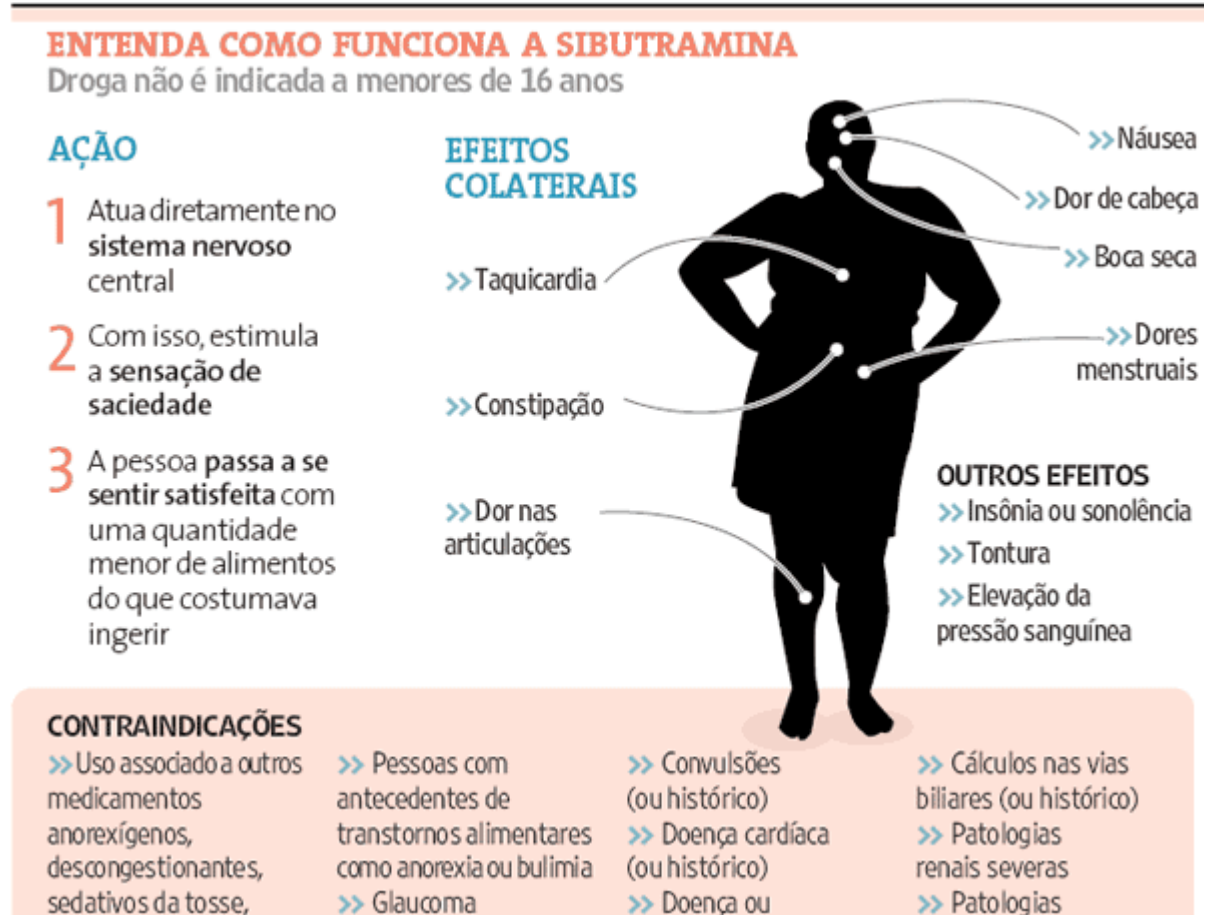 ENTENDA COMO FUNCIONA A SIBUTRAMINA
Droga não é indicada a menores de 16 anos
AÇÃO
1 Atua diretamente no
sistema nervoso
central
2 Com isso, estimula
a sensação de
saciedade
3 A pessoa passa a se
sentir satisfeita com
uma quantidade
menor de alimentos
do que costumava
ingerir
EFEITOS
COLATERAIS
>> Taquicardia
>> Constipação
>> Dor nas
articulações
>> Náusea
>> Dor de cabeça
>> Boca seca
>> Dores
menstruais
OUTROS EFEITOS
>> Insônia ou sonolência
>> Tontura
>> Elevação da
pressão sanguínea
CONTRAINDICAÇÕES
>> Uso associado a outros
medicamentos
anorexígenos,
descongestionantes,
sedativos da tosse,
>> Pessoas com
antecedentes de
transtornos alimentares
como anorexia ou bulimia
>> Glaucoma
>> Convulsões
(ou histórico)
>> Doença cardíaca
(ou histórico)
>> Doença ou
>> Cálculos nas vias
biliares (ou histórico)
>> Patologias
renais severas
>> Patologias